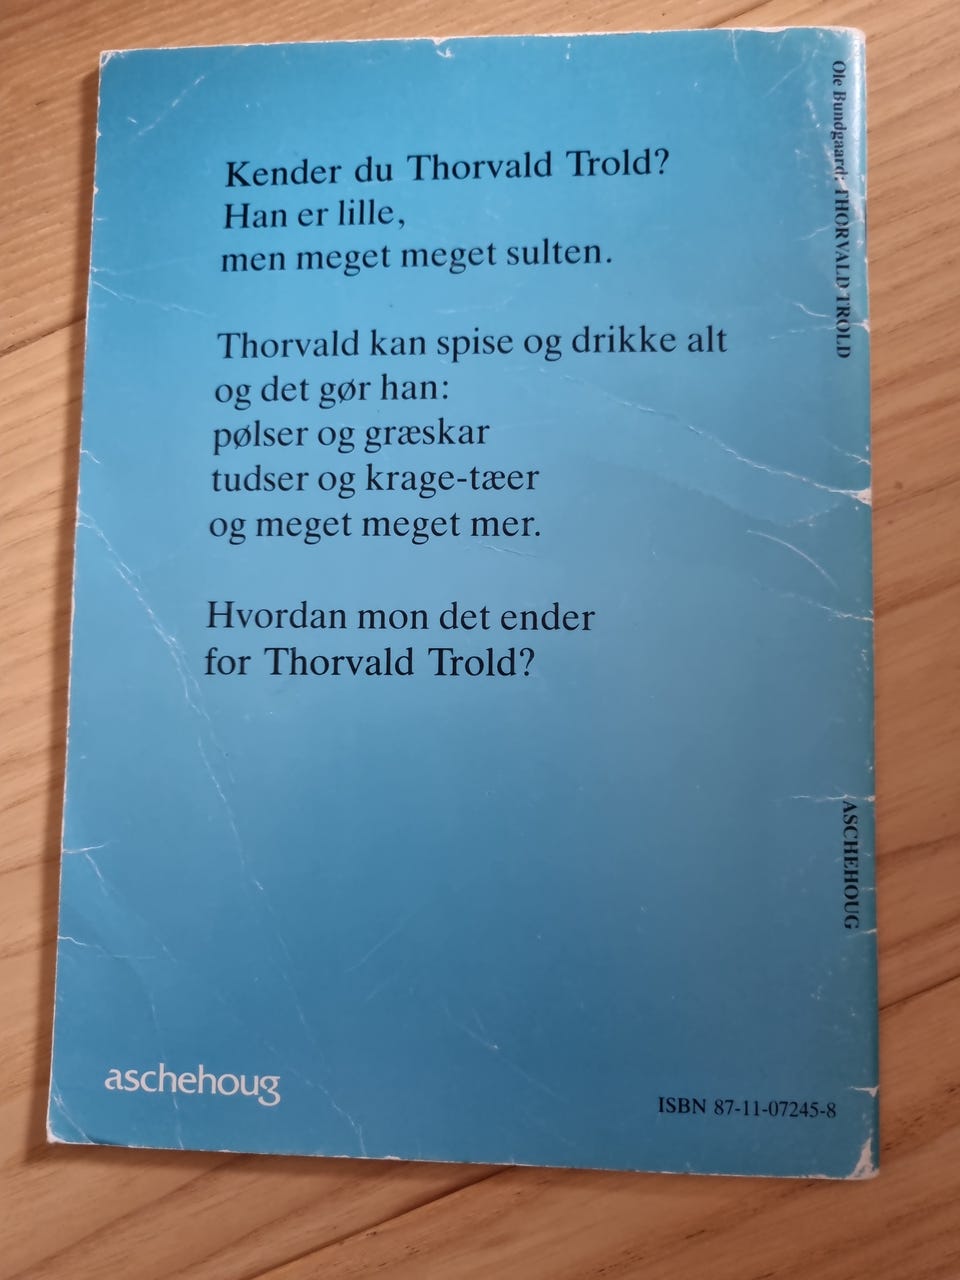 Kender du Thorvald Trold?
Han er lille,
men meget meget sulten.
Thorvald kan spise og drikke alt
og det gør han:
pølser og græskar
tudser og krage-tæer
og meget meget mer.
Hvordan mon det ender
for Thorvald Trold?
aschehoug
ISBN 87-11-07245-8
Ole Bundgaard: THORVALD TROLD
ASCHEHOUG